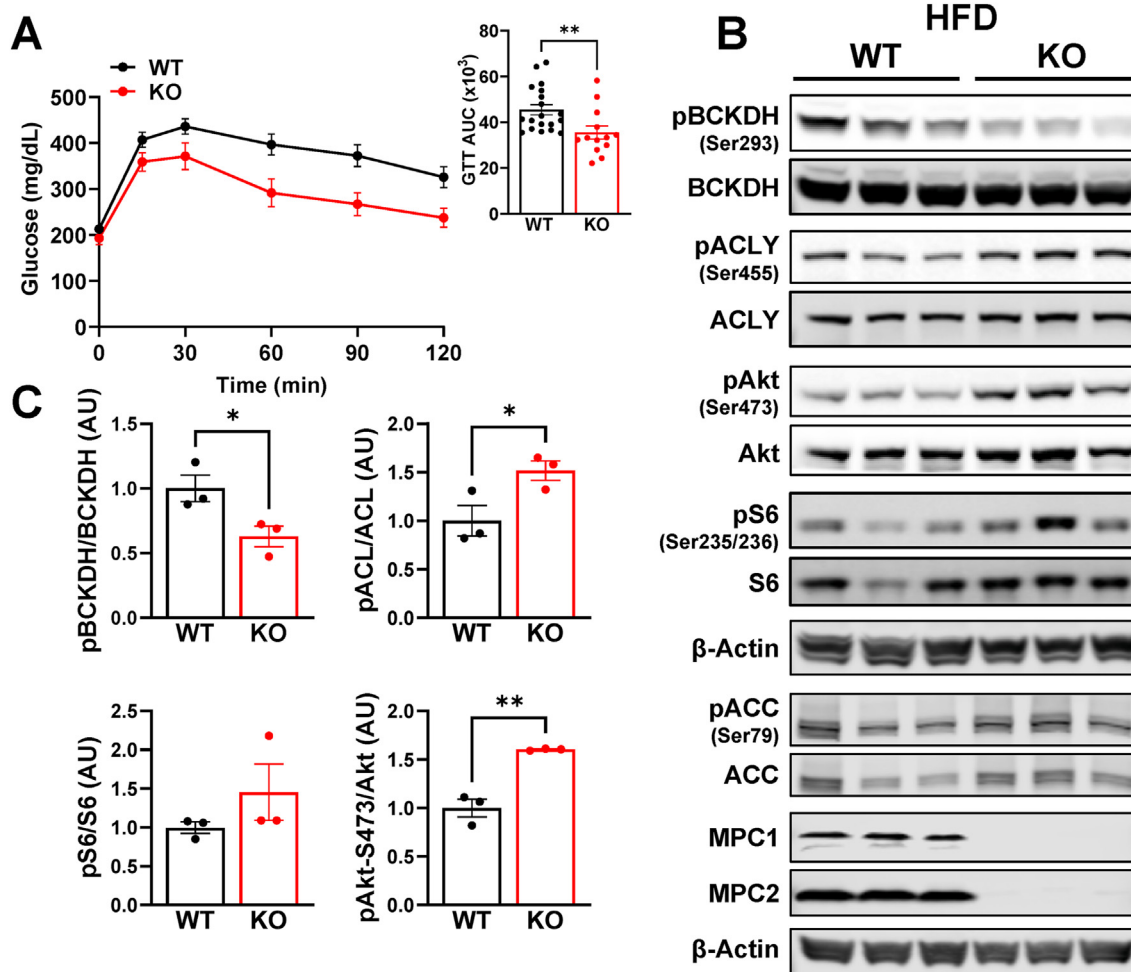 A
WT
KO
Glucose (mg/dL)
500
400
300
200
100
0
0
30
60
90
120
Time (min)
GTT AUC (x10³)
80
60
40
20
0
**
WT
KO
B
HFD
WT
KO
pBCKDH
(Ser293)
BCKDH
pACLY
(Ser455)
ACLY
pAkt
(Ser473)
Akt
pS6
(Ser235/236)
S6
β-Actin
pACC
(Ser79)
ACC
MPC1
MPC2
β-Actin
C
pBCKDH/BCKDH (AU)
1.5
1.0
0.5
0.0
*
WT
KO
pACL/ACL (AU)
2.0
1.5
1.0
0.5
0.0
*
WT
KO
pS6/S6 (AU)
2.5
2.0
1.5
1.0
0.5
0.0
WT
KO
pAkt-S473/Akt (AU)
2.0
1.5
1.0
0.5
0.0
**
WT
KO